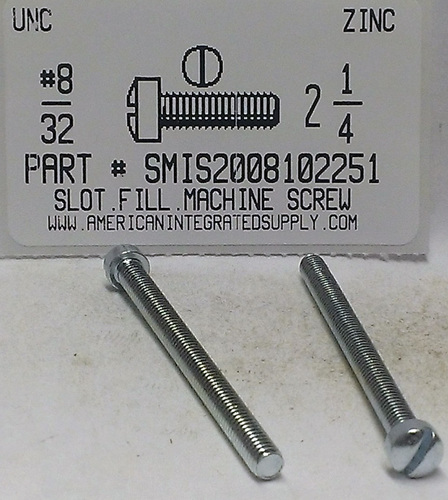 UNC ZINC
#8
32
2 1
4
PART # SMIS2008102251
SLOT.FILL.MACHINE SCREW
WWW.AMERICANINTEGRATEDSUPPLY.COM